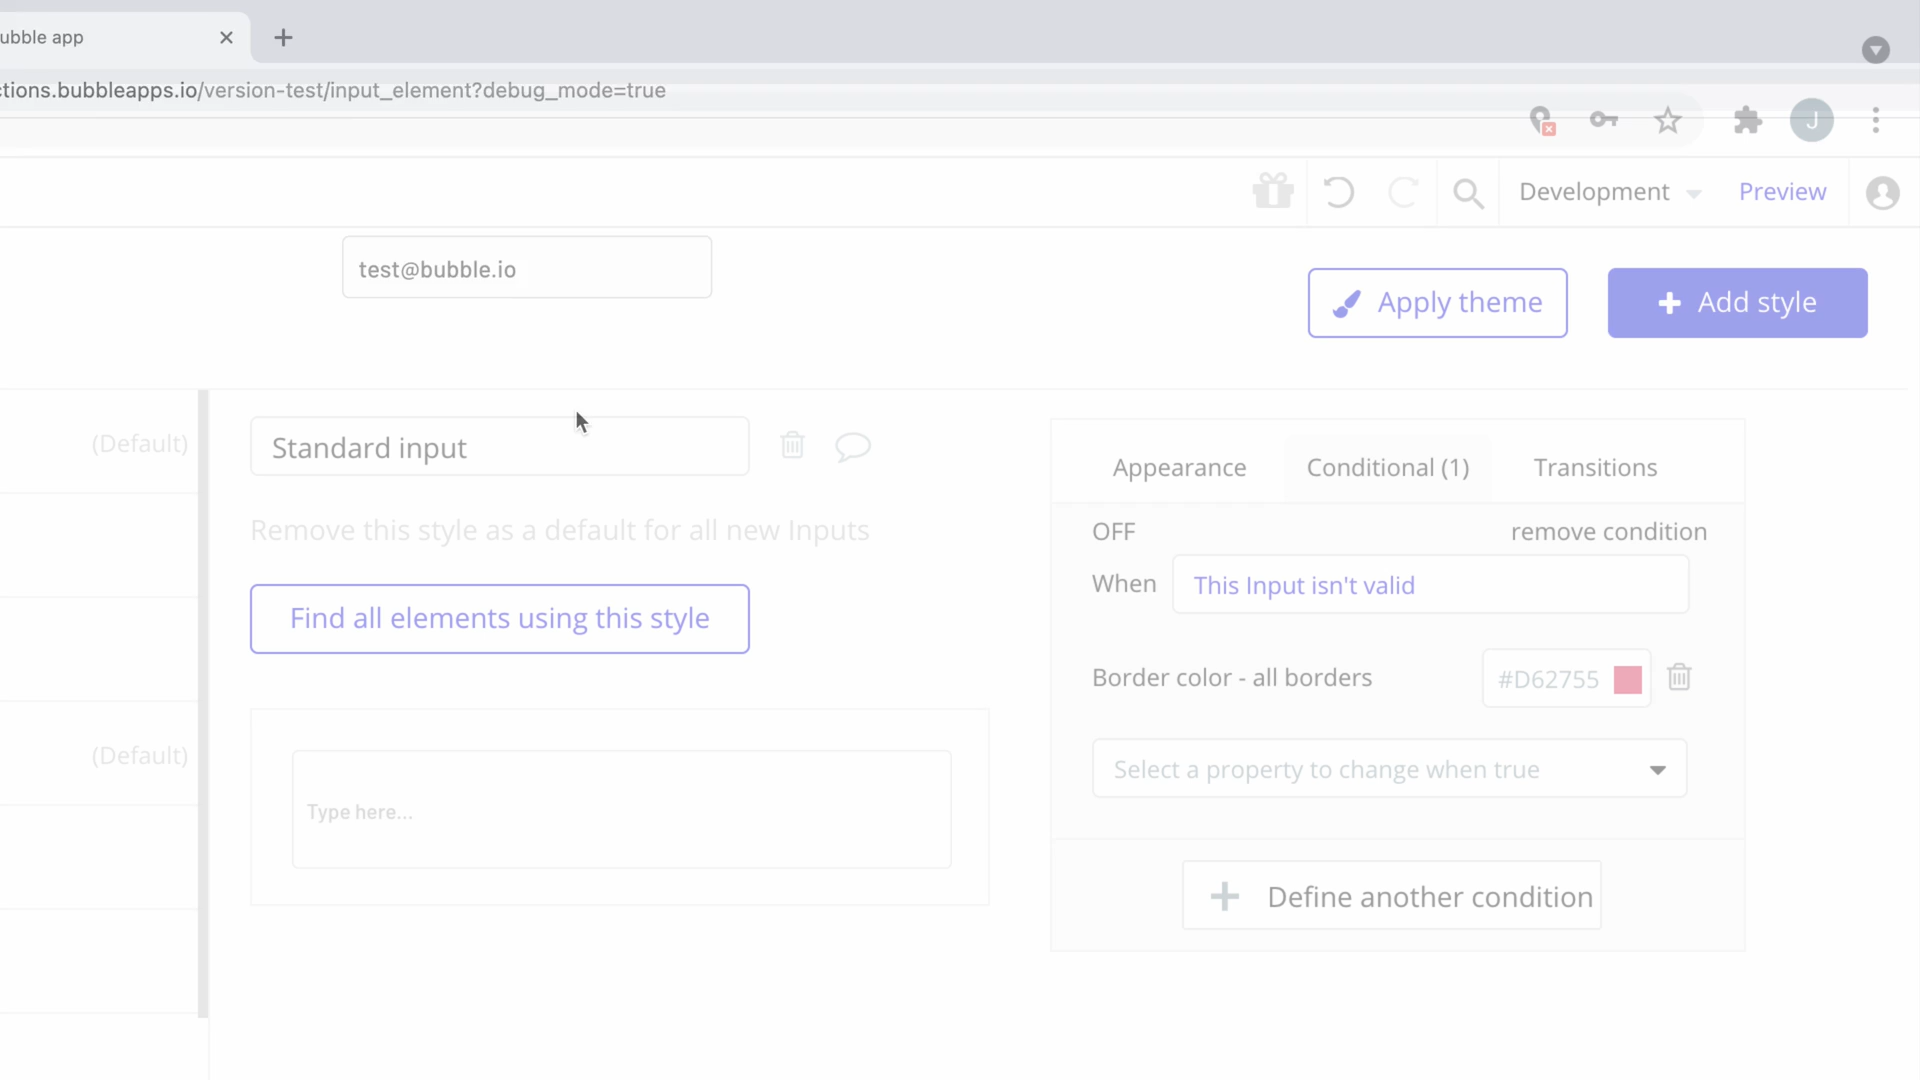 ubble app
ctions.bubbleapps.io/version-test/input_element?debug_mode=true
J
Development
Preview
test@bubble.io
Apply theme
Add style
(Default)
Standard input
Appearance
Conditional (1)
Transitions
Remove this style as a default for all new Inputs
OFF
remove condition
When
This Input isn't valid
Find all elements using this style
Border color - all borders
#D62755
(Default)
Select a property to change when true
Type here...
Define another condition